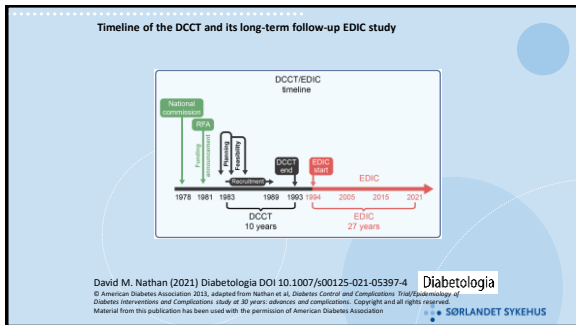 Timeline of the DCCT and its long-term follow-up EDIC study
DCCT/EDIC
timeline
National
commission
RFA
Funding
announcement
Planning
Feasibility
Recruitment
DCCT
end
EDIC
start
EDIC
1978 1981 1983 1989 1993 1994 2005 2015 2021
DCCT
10 years
EDIC
27 years
David M. Nathan (2021) Diabetologia DOI 10.1007/s00125-021-05397-4
Diabetologia
© American Diabetes Association 2013, adapted from Nathan et al, Diabetes Control and Complications Trial/Epidemiology of
Diabetes Interventions and Complications study at 30 years: advances and complications. Copyright and all rights reserved.
Material from this publication has been used with the permission of American Diabetes Association
SØRLANDET SYKEHUS